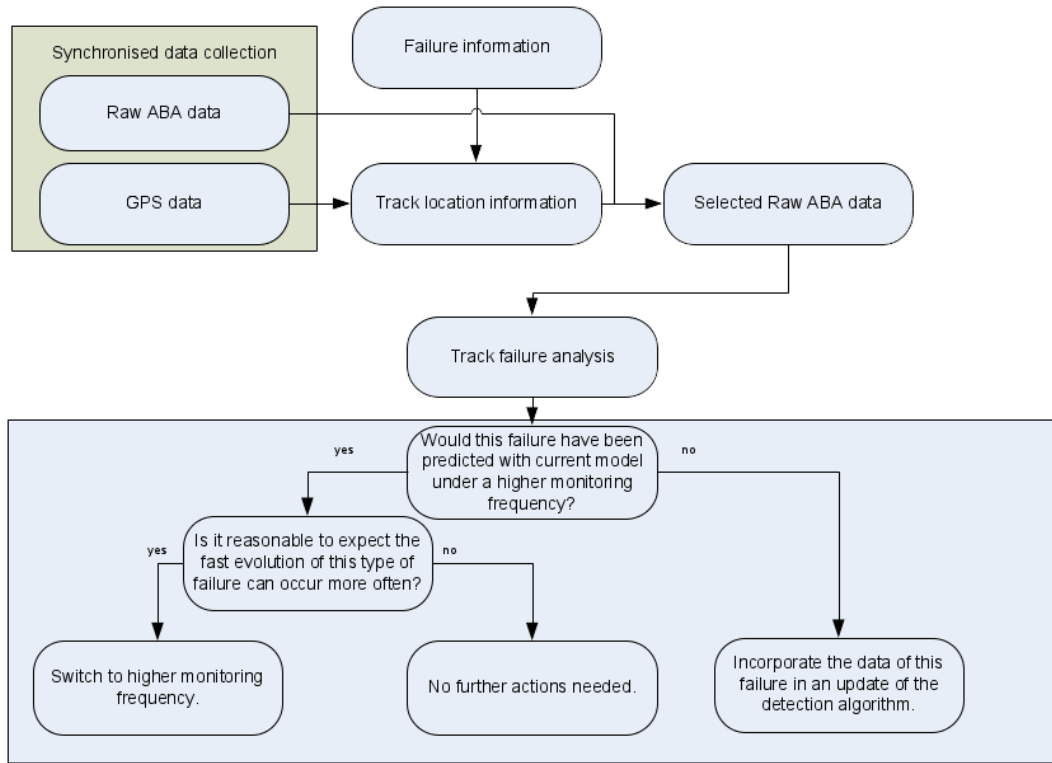 Synchronised data collection
Failure information
Raw ABA data
GPS data
Track location information
Selected Raw ABA data
Track failure analysis
Would this failure have been
predicted with current model
under a higher monitoring
frequency?
yes
no
Is it reasonable to expect the
fast evolution of this type of
failure can occur more often?
yes
no
Switch to higher monitoring
frequency.
No further actions needed.
Incorporate the data of this
failure in an update of the
detection algorithm.